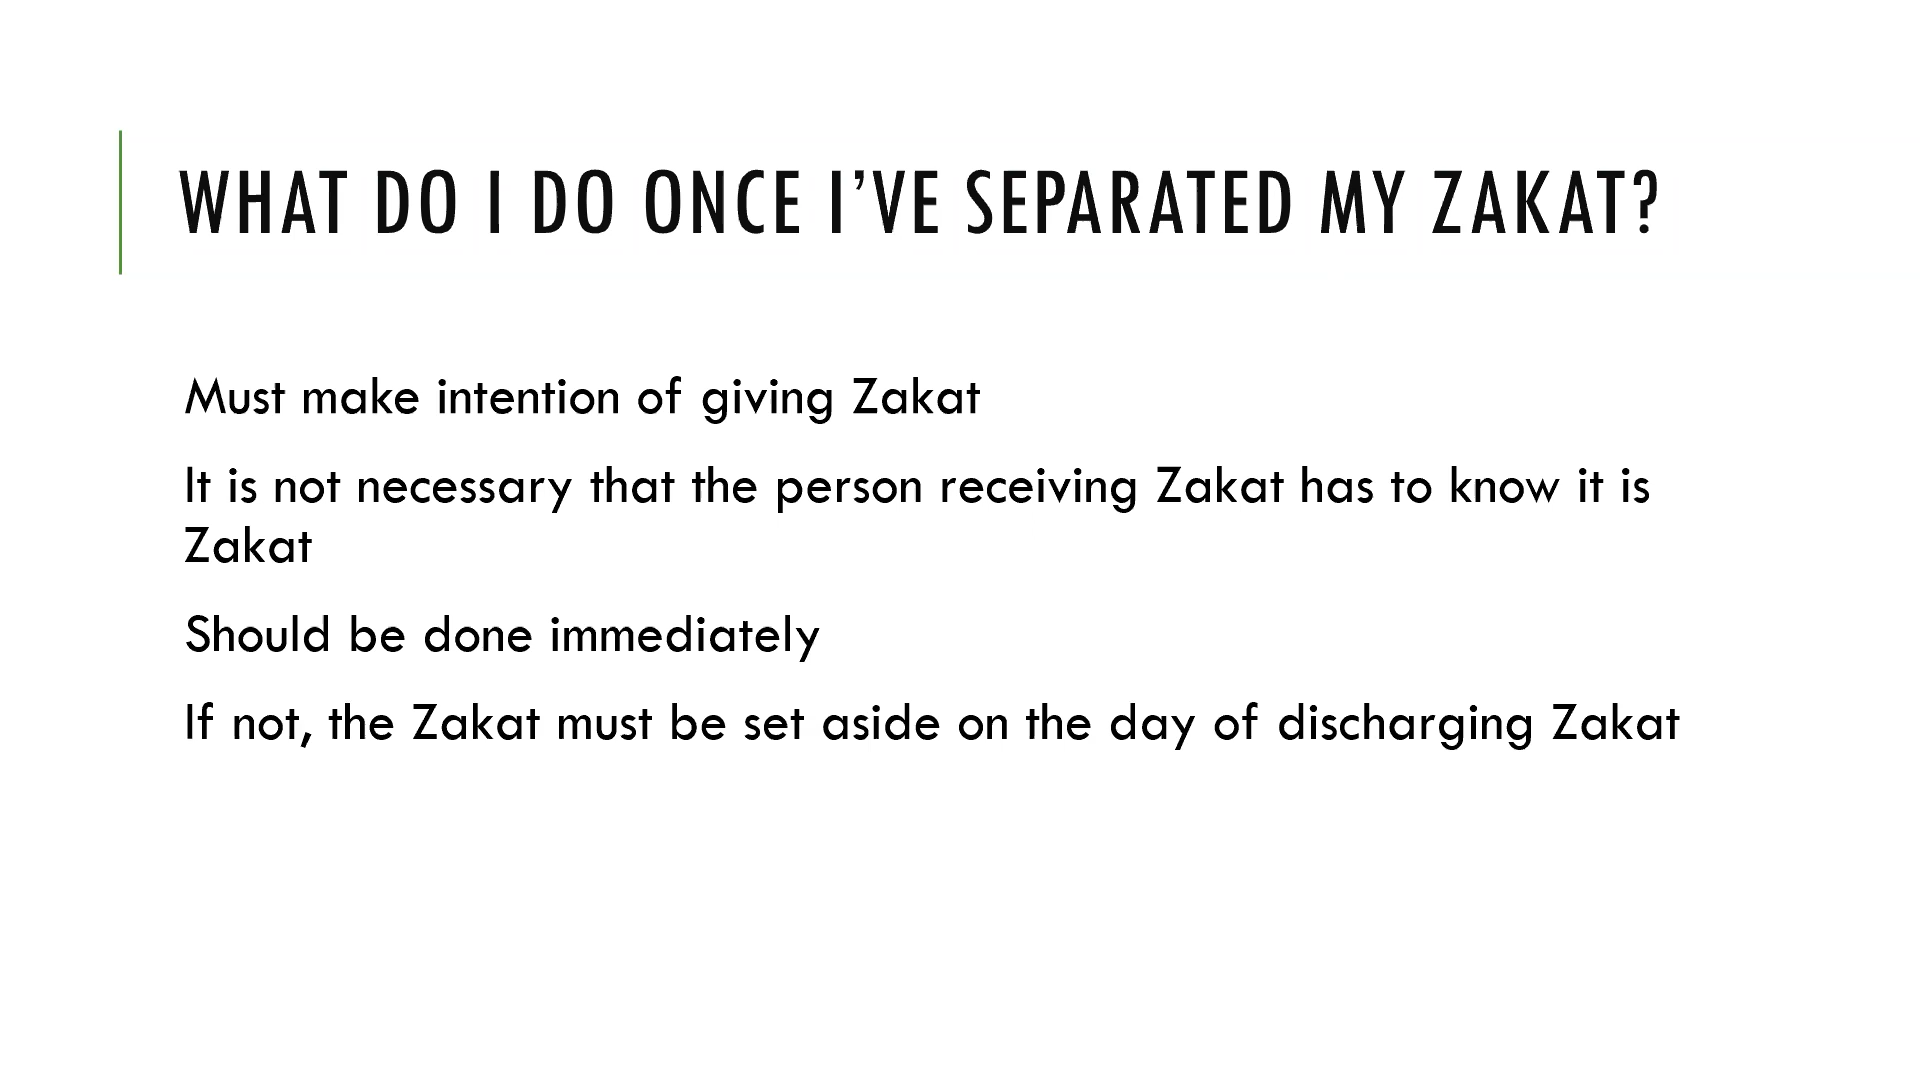 WHAT DO I DO ONCE I’VE SEPARATED MY ZAKAT?
Must make intention of giving Zakat
It is not necessary that the person receiving Zakat has to know it is
Zakat
Should be done immediately
If not, the Zakat must be set aside on the day of discharging Zakat